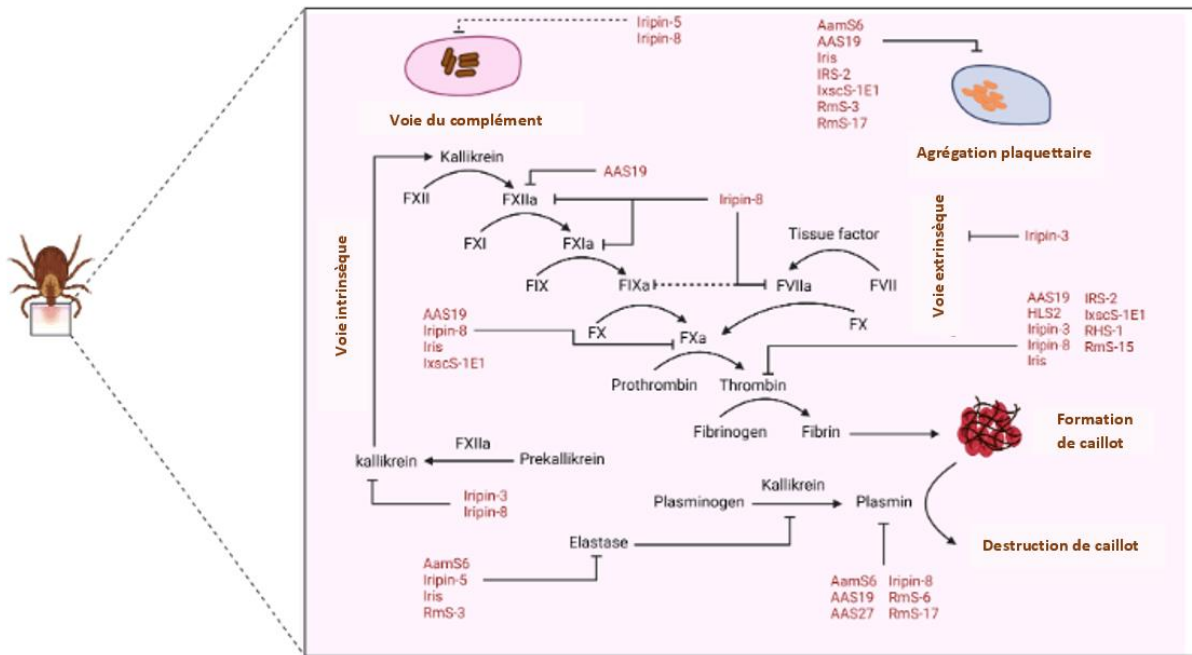 Iripin-5
Iripin-8
Voie du complément
AamS6
AAS19
Iris
IRS-2
IxscS-1E1
RmS-3
RmS-17
Agrégation plaquettaire
Kallikrein
AAS19
FXII
FXIIa
Iripin-8
FXI
FXIa
Tissue factor
Iripin-3
FIX
FIXa
FVIIa
FVII
Voie intrinsèque
Voie extrinsèque
AAS19
Iripin-8
Iris
IxscS-1E1
FX
FXa
FX
AAS19 IRS-2
HLS2 IxscS-1E1
Iripin-3 RHS-1
Iripin-8 RmS-15
Iris
Prothrombin
Thrombin
Fibrinogen
Fibrin
Formation
de caillot
FXIIa
kallikrein
Prekallikrein
Iripin-3
Iripin-8
Kallikrein
Plasminogen
Plasmin
Elastase
Destruction de caillot
AamS6
Iripin-5
Iris
RmS-3
AamS6 Iripin-8
AAS19 RmS-6
AAS27 RmS-17